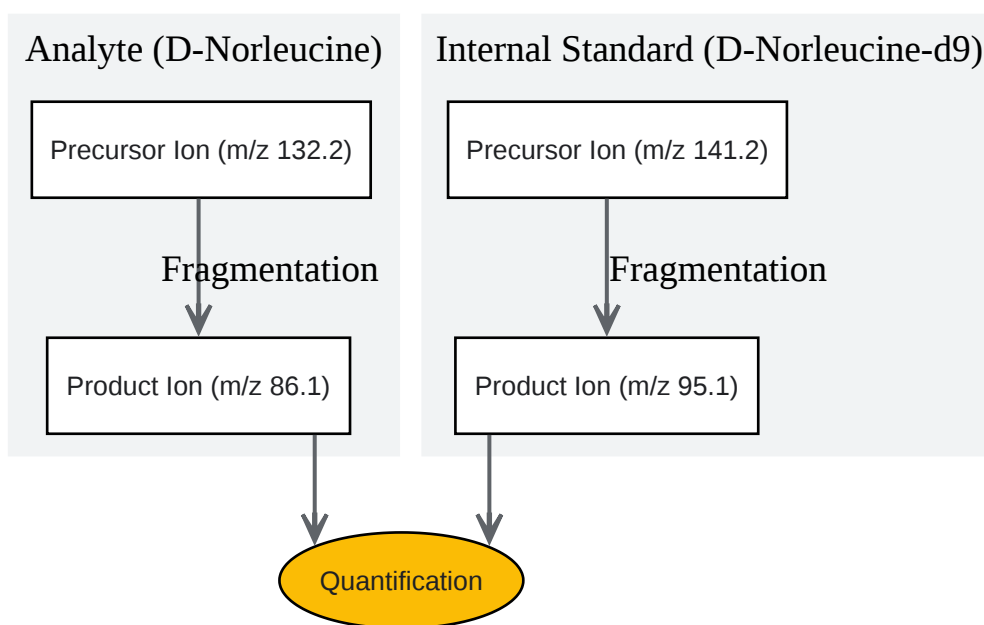 Analyte (D-Norleucine)
Internal Standard (D-Norleucine-d9)
Precursor Ion (m/z 132.2)
Precursor Ion (m/z 141.2)
Fragmentation
Fragmentation
Product Ion (m/z 86.1)
Product Ion (m/z 95.1)
Quantification